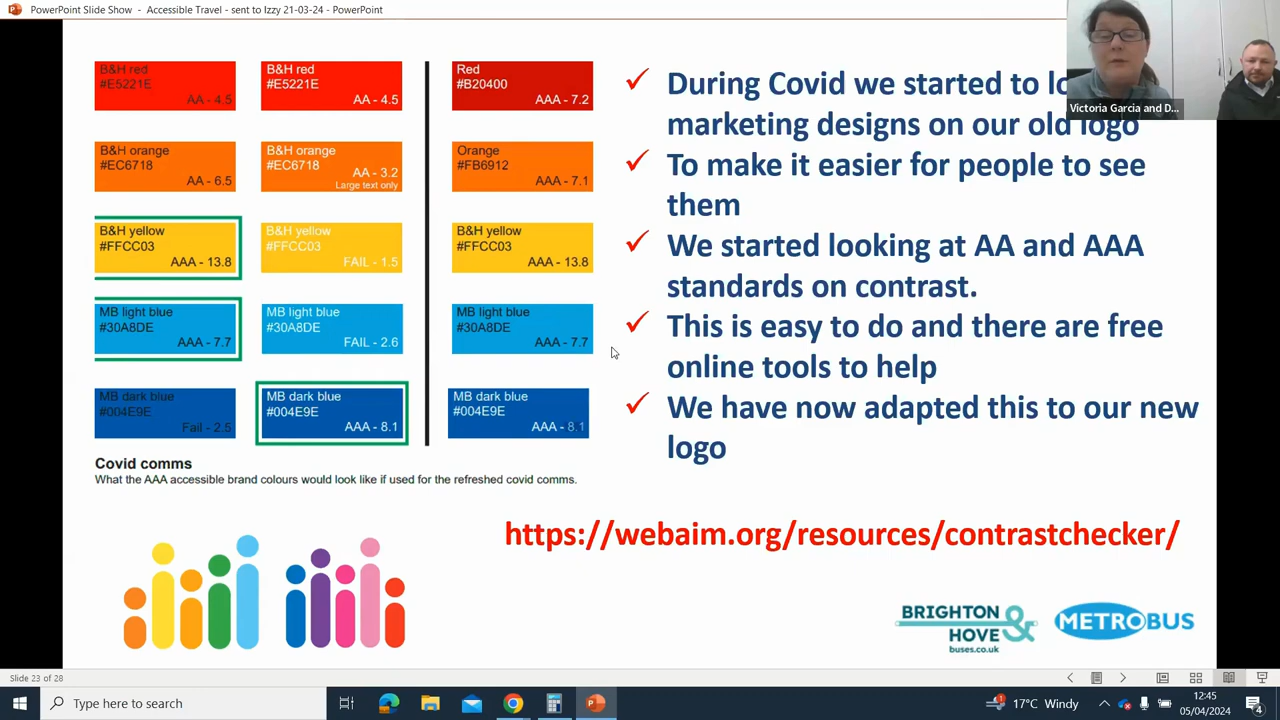 PowerPoint Slide Show - Accessible Travel - sent to Izzy 21-03-24 - PowerPoint
B&H red
#E5221E
AA - 4.5
B&H red
#E5221E
AA - 4.5
Red
#B20400
AAA - 7.2
B&H orange
#EC6718
AA - 6.5
B&H orange
#EC6718
AA - 3.2
Large text only
Orange
#FB6912
AAA - 7.1
B&H yellow
#FFCC03
AAA - 13.8
B&H yellow
#FFCC03
FAIL - 1.5
B&H yellow
#FFCC03
AAA - 13.8
MB light blue
#30A8DE
AAA - 7.7
MB light blue
#30A8DE
FAIL - 2.6
MB light blue
#30A8DE
AAA - 7.7
MB dark blue
#004E9E
Fail - 2.5
MB dark blue
#004E9E
AAA - 8.1
MB dark blue
#004E9E
AAA - 8.1
Covid comms
What the AAA accessible brand colours would look like if used for the refreshed covid comms.
During Covid we started to
marketing designs on our old logo
To make it easier for people to see
them
We started looking at AA and AAA
standards on contrast.
This is easy to do and there are free
online tools to help
We have now adapted this to our new
logo
https://webaim.org/resources/contrastchecker/
BRIGHTON
& HOVE
buses.co.uk
METROBUS
Victoria Garcia and D...
Slide 23 of 28
Type here to search
17°C Windy
12:45
05/04/2024
1
4